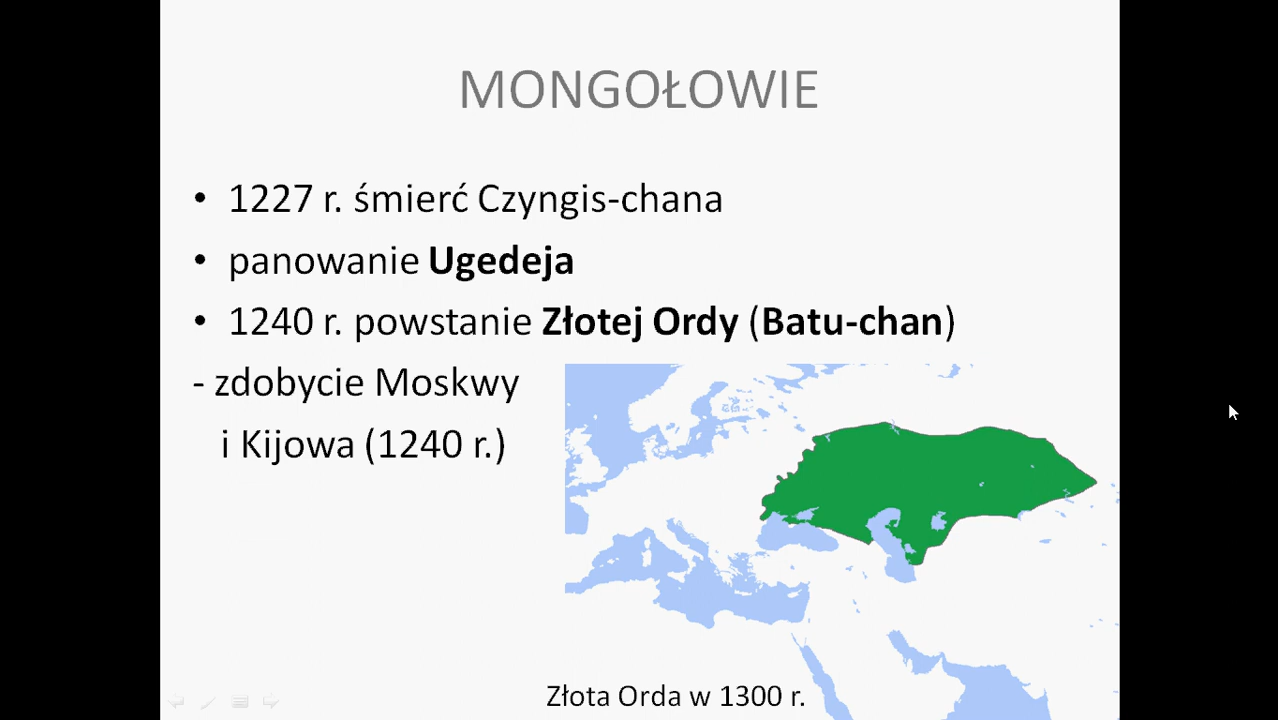 MONGOŁOWIE
• 1227 r. śmierć Czyngis-chana
• panowanie Ugedeja
• 1240 r. powstanie Złotej Ordy (Batu-chan)
- zdobycie Moskwy
i Kijowa (1240 r.)
Złota Orda w 1300 r.